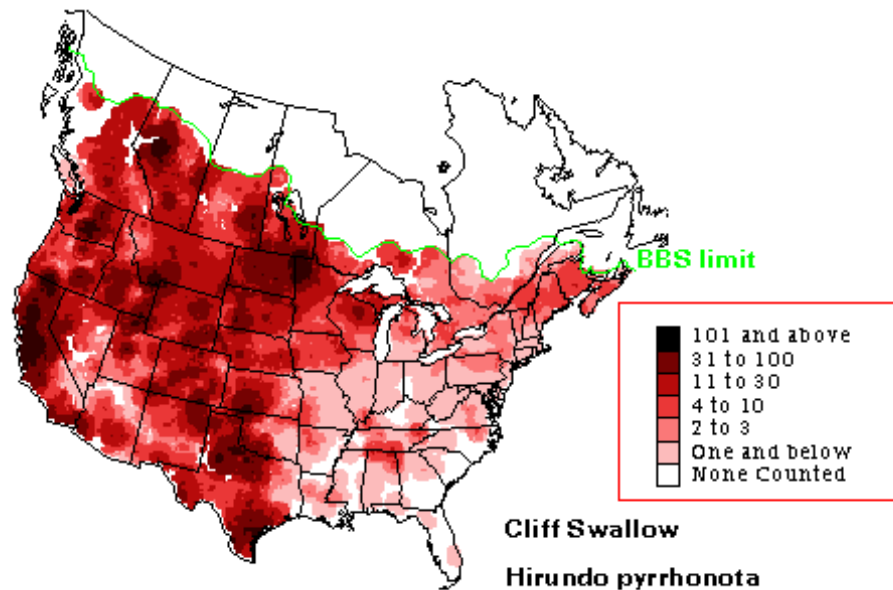 BBS limit
101 and above
31 to 100
11 to 30
4 to 10
2 to 3
One and below
None Counted
Cliff Swallow
Hirundo pyrrhonota